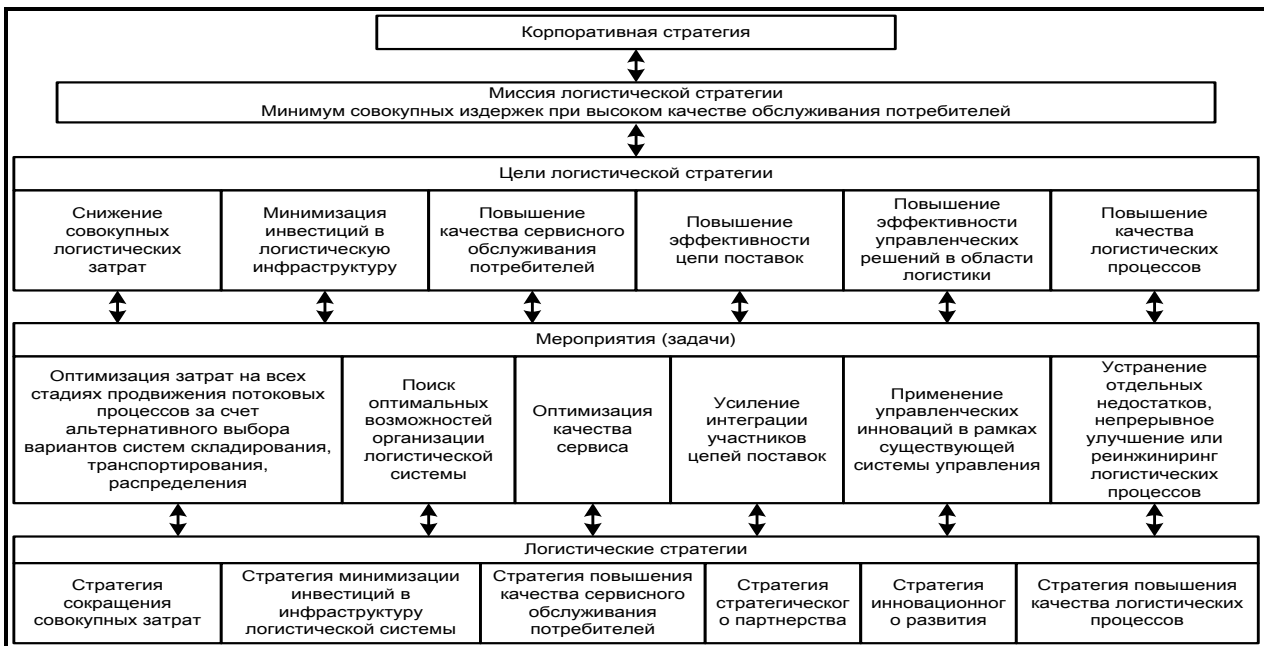 Корпоративная стратегия
Миссия логистической стратегии
Минимум совокупных издержек при высоком качестве обслуживания потребителей
Цели логистической стратегии
Снижение
совокупных
логистических
затрат
Минимизация
инвестиций в
логистическую
инфраструктуру
Повышение
качества сервисного
обслуживания
потребителей
Повышение
эффективности
цепи поставок
Повышение
эффективности
управленческих
решений в области
логистики
Повышение
качества
логистических
процессов
Мероприятия (задачи)
Оптимизация затрат на всех
стадиях продвижения потоковых
процессов за счет
альтернативного выбора
вариантов систем складирования,
транспортирования,
распределения
Поиск
оптимальных
возможностей
организации
логистической
системы
Оптимизация
качества
сервиса
Усиление
интеграции
участников
цепей поставок
Применение
управленческих
инноваций в рамках
существующей
системы управления
Устранение
отдельных
недостатков,
непрерывное
улучшение или
реинжиниринг
логистических
процессов
Логистические стратегии
Стратегия
сокращения
совокупных затрат
Стратегия минимизации
инвестиций в
инфраструктуру
логистической системы
Стратегия повышения
качества сервисного
обслуживания
потребителей
Стратегия
стратегическог
о партнерства
Стратегия
инновационног
о развития
Стратегия повышения
качества логистических
процессов